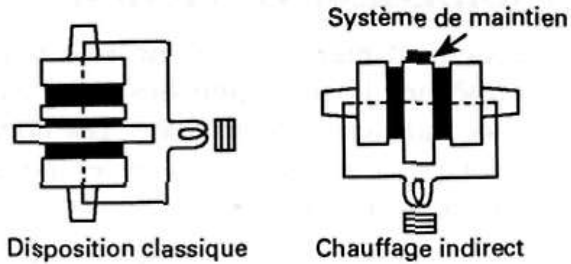 Système de maintien
Disposition classique
Chauffage indirect